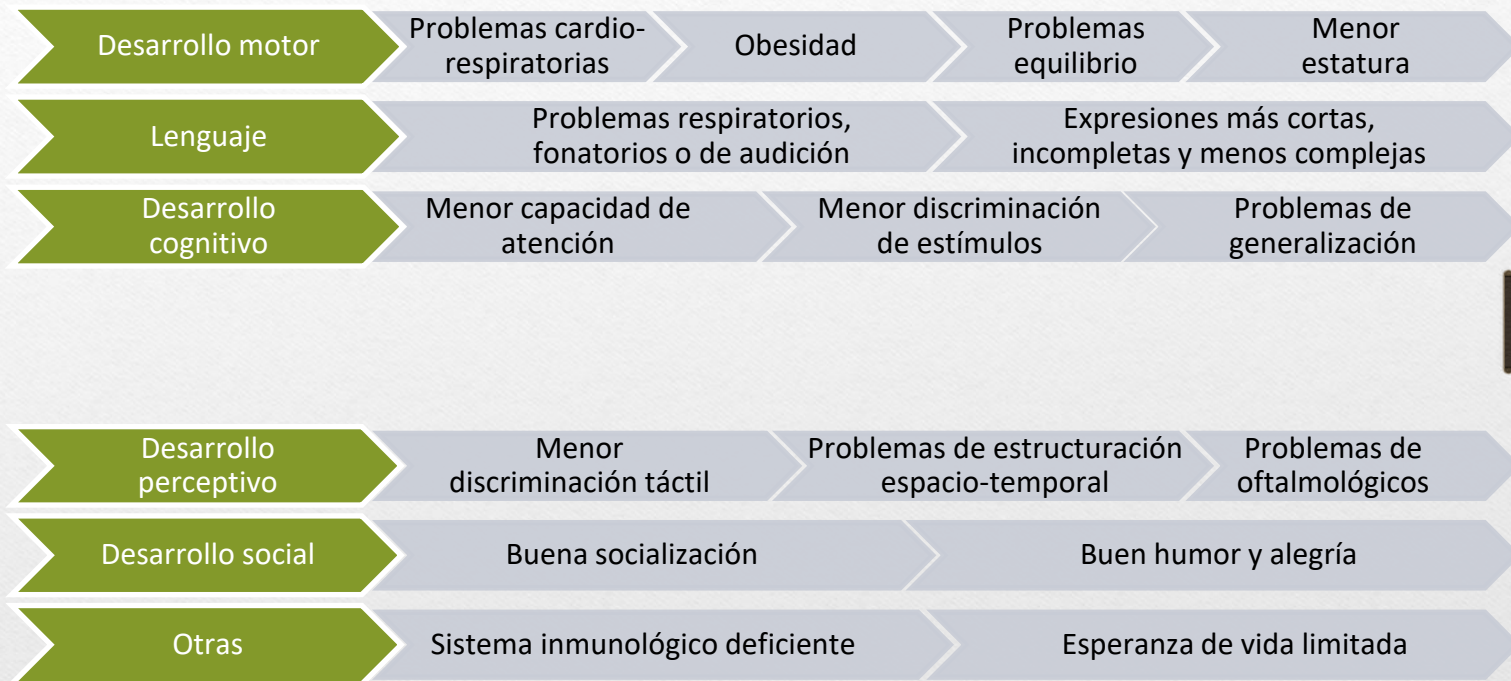 Desarrollo motor
Problemas cardio-
respiratorias
Obesidad
Problemas
equilibrio
Menor
estatura
Lenguaje
Problemas respiratorios,
fonatorios o de audición
Expresiones más cortas,
incompletas y menos complejas
Desarrollo
cognitivo
Menor capacidad de
atención
Menor discriminación
de estímulos
Problemas de
generalización
Desarrollo
perceptivo
Menor
discriminación táctil
Problemas de estructuración
espacio-temporal
Problemas de
oftalmológicos
Desarrollo social
Buena socialización
Buen humor y alegría
Otras
Sistema inmunológico deficiente
Esperanza de vida limitada